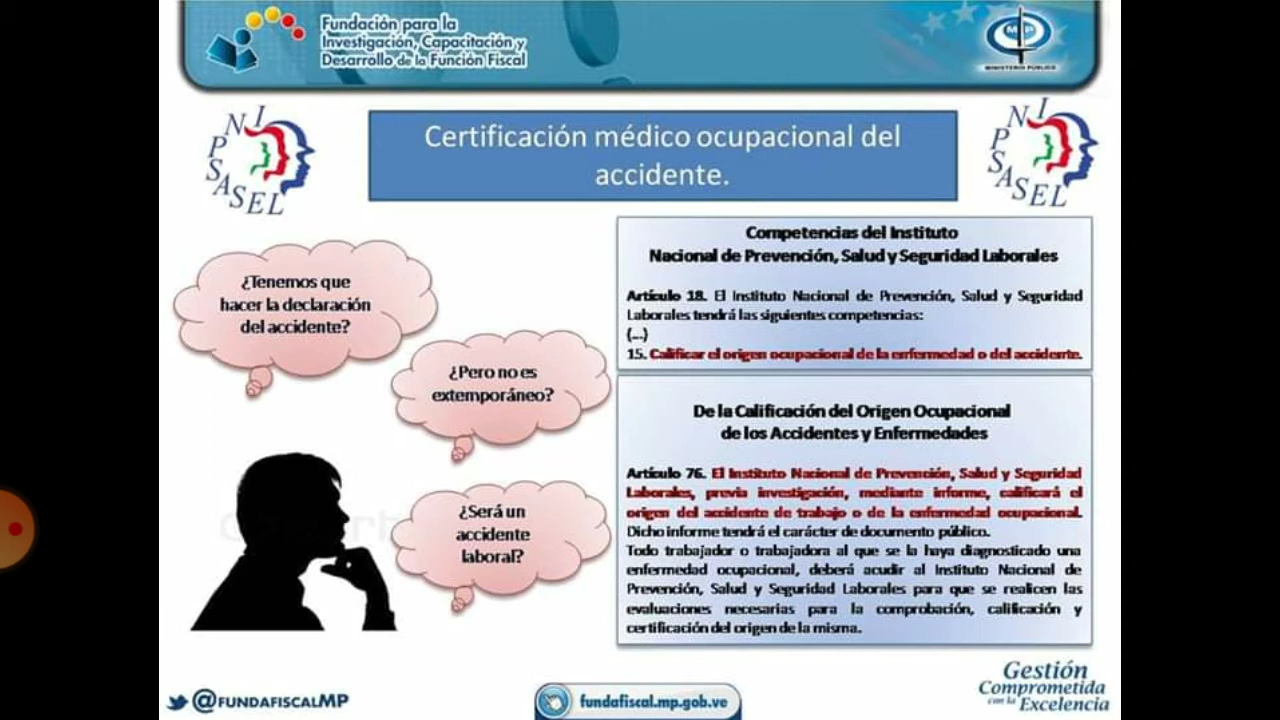 Fundación para la
Investigación, Capacitación y
Desarrollo de la Función Fiscal
MP
MINISTERIO PÚBLICO
INPSASEL
INPSASEL
Certificación médico ocupacional del
accidente.
¿Tenemos que
hacer la declaración
del accidente?
¿Pero no es
extemporáneo?
¿Será un
accidente
laboral?
Competencias del Instituto
Nacional de Prevención, Salud y Seguridad Laborales
Artículo 18. El Instituto Nacional de Prevención, Salud y Seguridad
Laborales tendrá las siguientes competencias:
(...)
15. Calificar el origen ocupacional de la enfermedad o del accidente.
De la Calificación del Origen Ocupacional
de los Accidentes y Enfermedades
Artículo 76. El Instituto Nacional de Prevención, Salud y Seguridad
Laborales, previa investigación, mediante informe, calificará el
origen del accidente de trabajo o de la enfermedad ocupacional.
Dicho informe tendrá el carácter de documento público.
Todo trabajador o trabajadora al que se la haya diagnosticado una
enfermedad ocupacional, deberá acudir al Instituto Nacional de
Prevención, Salud y Seguridad Laborales para que se realicen las
evaluaciones necesarias para la comprobación, calificación y
certificación del origen de la misma.
@FUNDAFISCALMP
fundafiscal.mp.gob.ve
Gestión
Comprometida
con la Excelencia